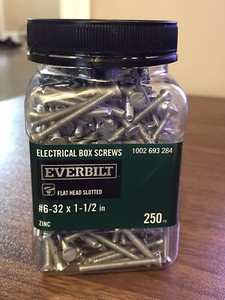 ELECTRICAL BOX SCREWS 1002 693 284
EVERBILT
FLAT HEAD SLOTTED
#6-32 x 1-1/2 in
ZINC 250